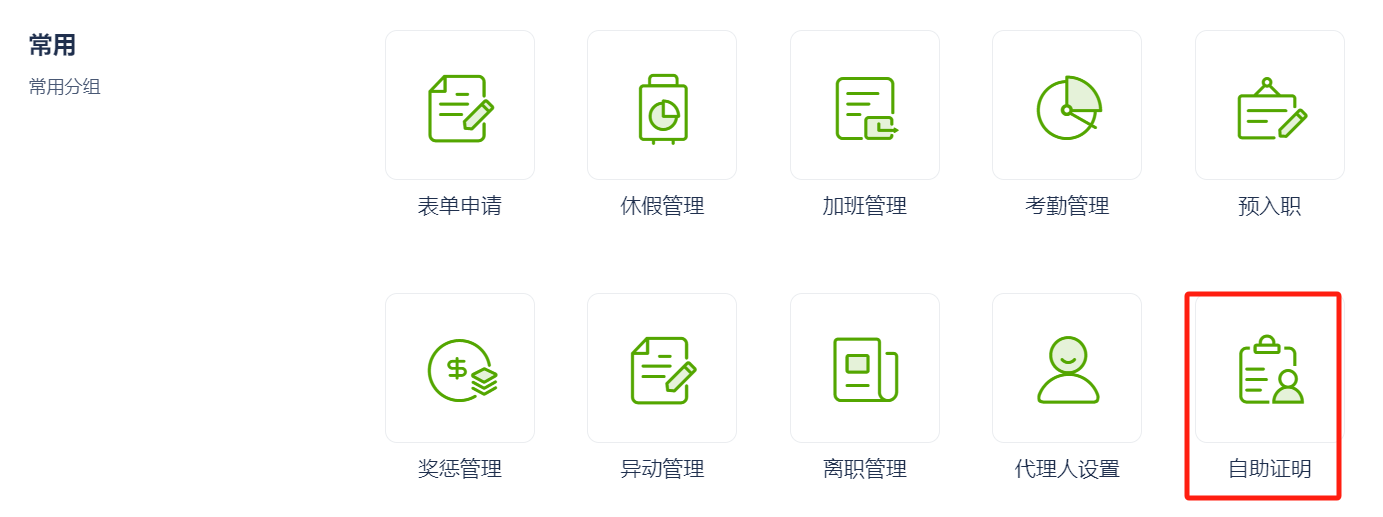 常用
常用分组
表单申请
休假管理
加班管理
考勤管理
预入职
奖惩管理
异动管理
离职管理
代理人设置
自助证明